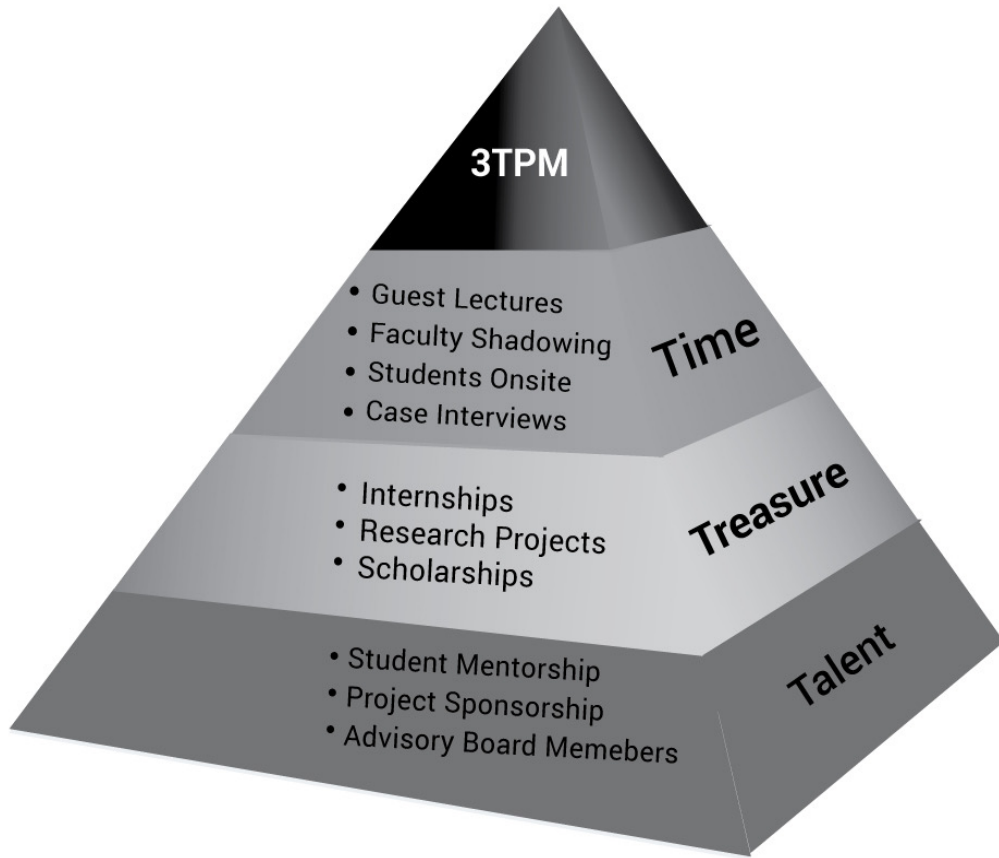 3TPM
• Guest Lectures
• Faculty Shadowing
• Students Onsite
• Case Interviews
Time
• Internships
• Research Projects
• Scholarships
Treasure
• Student Mentorship
• Project Sponsorship
• Advisory Board Memebers
Talent